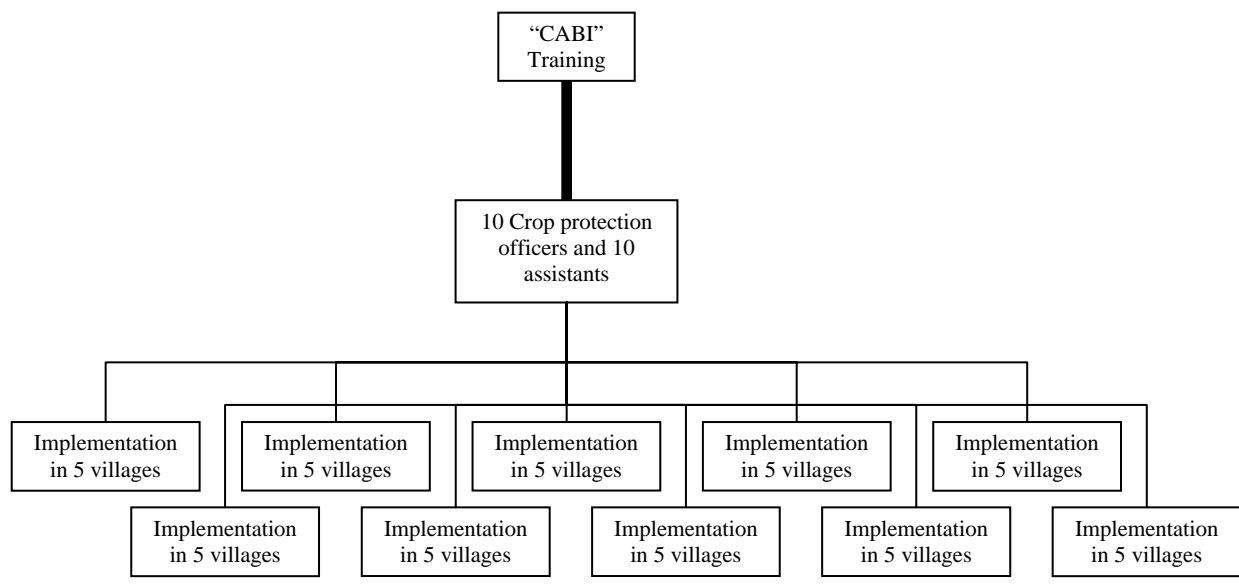 “CABI”
Training
10 Crop protection
officers and 10
assistants
Implementation
in 5 villages
Implementation
in 5 villages
Implementation
in 5 villages
Implementation
in 5 villages
Implementation
in 5 villages
Implementation
in 5 villages
Implementation
in 5 villages
Implementation
in 5 villages
Implementation
in 5 villages
Implementation
in 5 villages